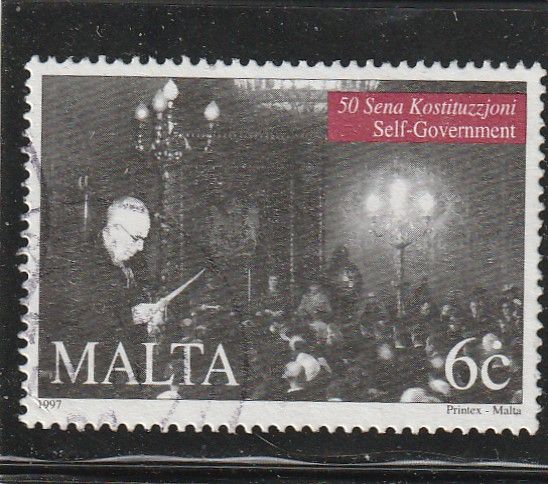 50 Sena Kostituzzjoni
Self-Government
MALTA
6c
1997
Printex - Malta